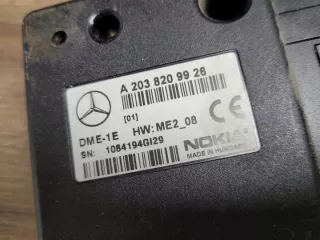 A 203 820 99 26
[01]
DME-1E HW: ME2_08
SN: 1084194GI29
CE
NOKIA
MADE IN HUNGARY